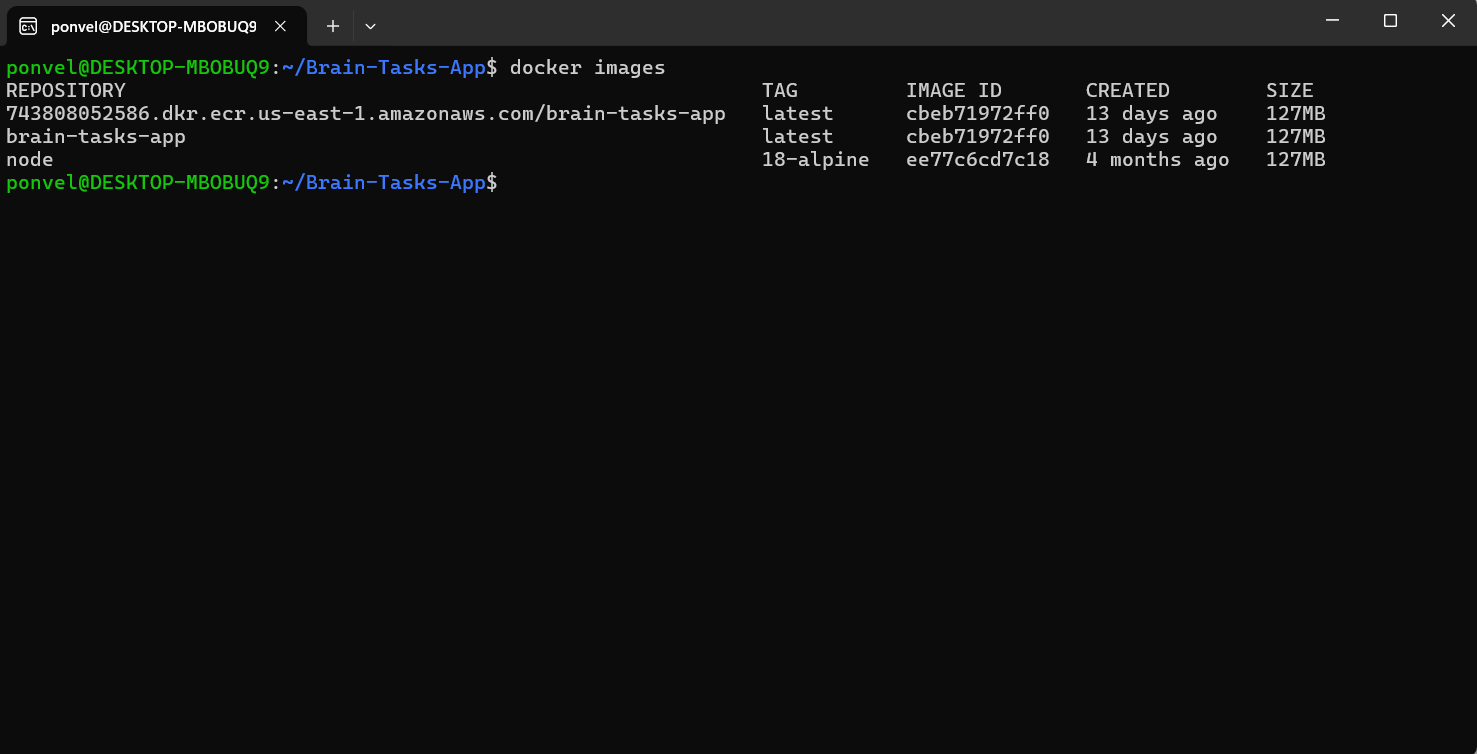 ponvel@DESKTOP-MBOBUQ9
ponvel@DESKTOP-MBOBUQ9:~/Brain-Tasks-App$ docker images
REPOSITORY TAG IMAGE ID CREATED SIZE
743808052586.dkr.ecr.us-east-1.amazonaws.com/brain-tasks-app latest cbeb71972ff0 13 days ago 127MB
brain-tasks-app latest cbeb71972ff0 13 days ago 127MB
node 18-alpine ee77c6cd7c18 4 months ago 127MB
ponvel@DESKTOP-MBOBUQ9:~/Brain-Tasks-App$